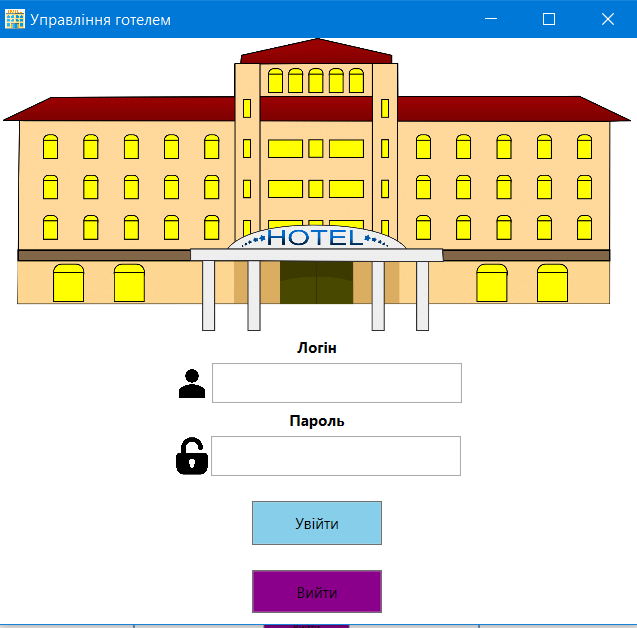 Управління готелем
HOTEL
Логін
Пароль
Увійти
Вийти